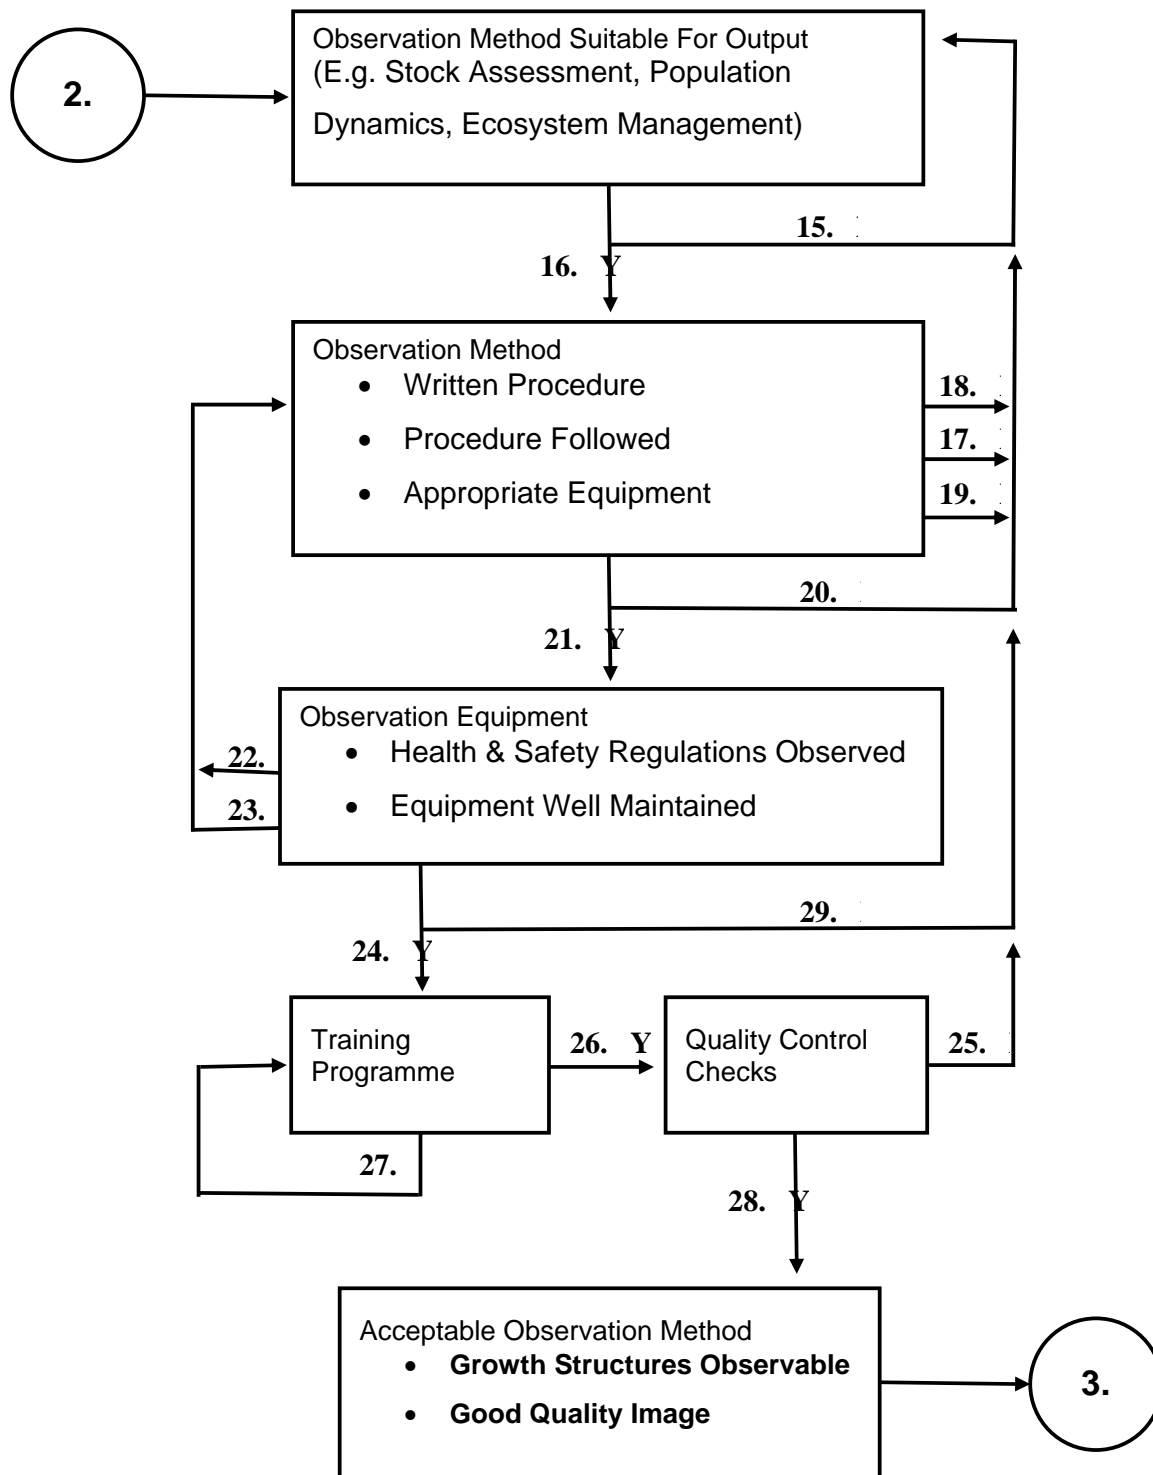 Observation Method Suitable For Output
2.
(E.g. Stock Assessment, Population
Dynamics, Ecosystem Management)
15.
16. Y
Observation Method
• Written Procedure
18.
• Procedure Followed
17.
• Appropriate Equipment
19.
20.
21. Y
Observation Equipment
• Health & Safety Regulations Observed
22.
• Equipment Well Maintained
23.
29.
24. Y
Training
Programme
26. Y
Quality Control
Checks
25.
27.
28. Y
Acceptable Observation Method
• Growth Structures Observable
• Good Quality Image
3.